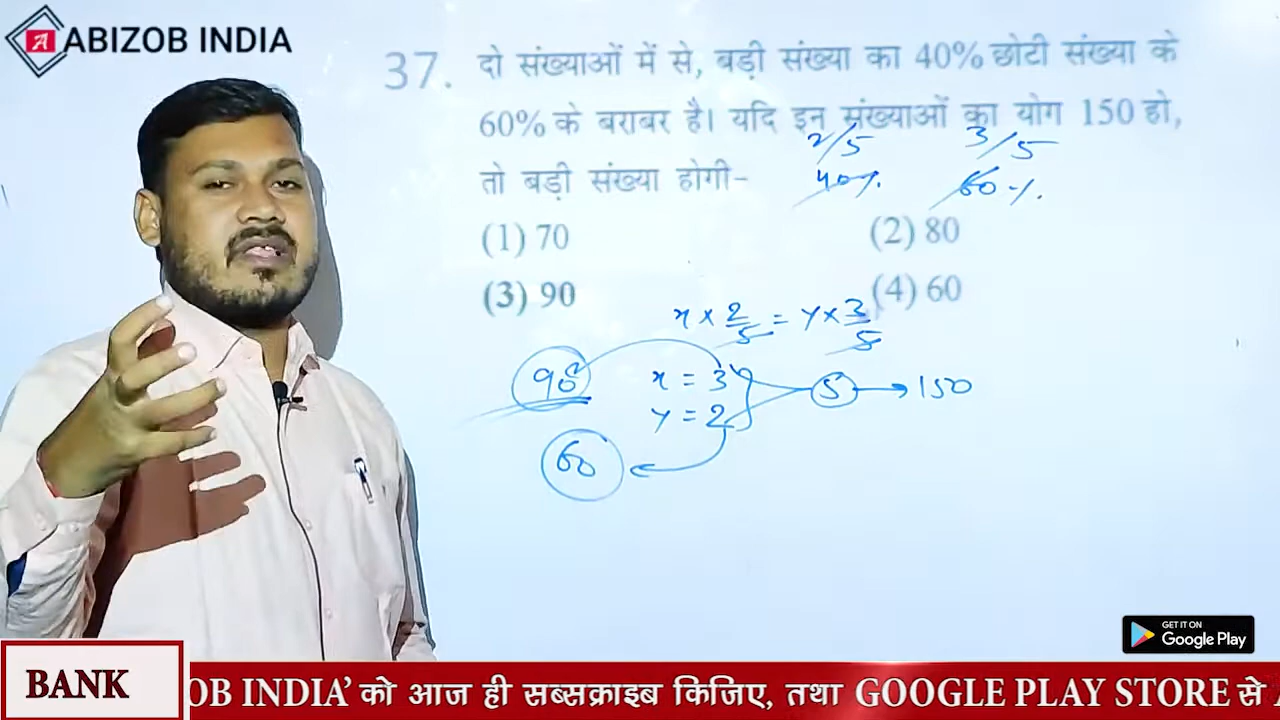 ABIZOB INDIA
37. दो संख्याओं में से, बड़ी संख्या का 40% छोटी संख्या के
60% के बराबर है। यदि इन संख्याओं का योग 150 हो,
तो बड़ी संख्या होगी-
2/5 3/5
40% 60%
(1) 70 (2) 80
(3) 90 (4) 60
x × 2/5 = y × 3/5
90 x = 3 5 → 150
y = 2
60
GET IT ON
Google Play
BANK
OB INDIA’ को आज ही सब्सक्राइब किजिए, तथा GOOGLE PLAY STORE से